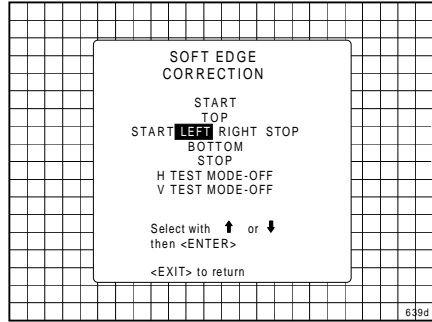 SOFT EDGE
CORRECTION
START
TOP
START LEFT RIGHT STOP
BOTTOM
STOP
H TEST MODE-OFF
V TEST MODE-OFF
Select with ⬆ or ⬇
then <ENTER>
<EXIT> to return
639d